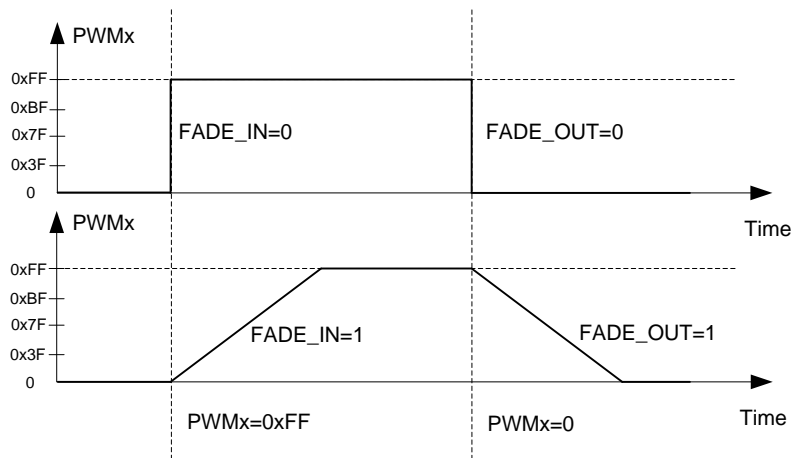 PWMx
0xFF
0xBF
0x7F
0x3F
0
FADE_IN=0
FADE_OUT=0
Time
PWMx
0xFF
0xBF
0x7F
0x3F
0
FADE_IN=1
FADE_OUT=1
Time
PWMx=0xFF
PWMx=0